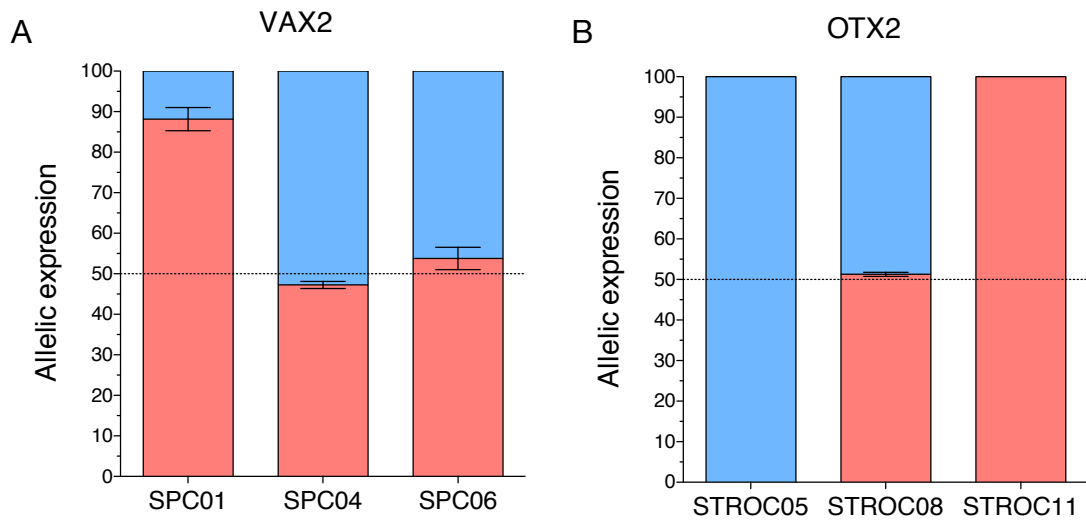 A
VAX2
Allelic expression
100
90
80
70
60
50
40
30
20
10
0
SPC01 SPC04 SPC06
B
OTX2
Allelic expression
100
90
80
70
60
50
40
30
20
10
0
STROC05 STROC08 STROC11